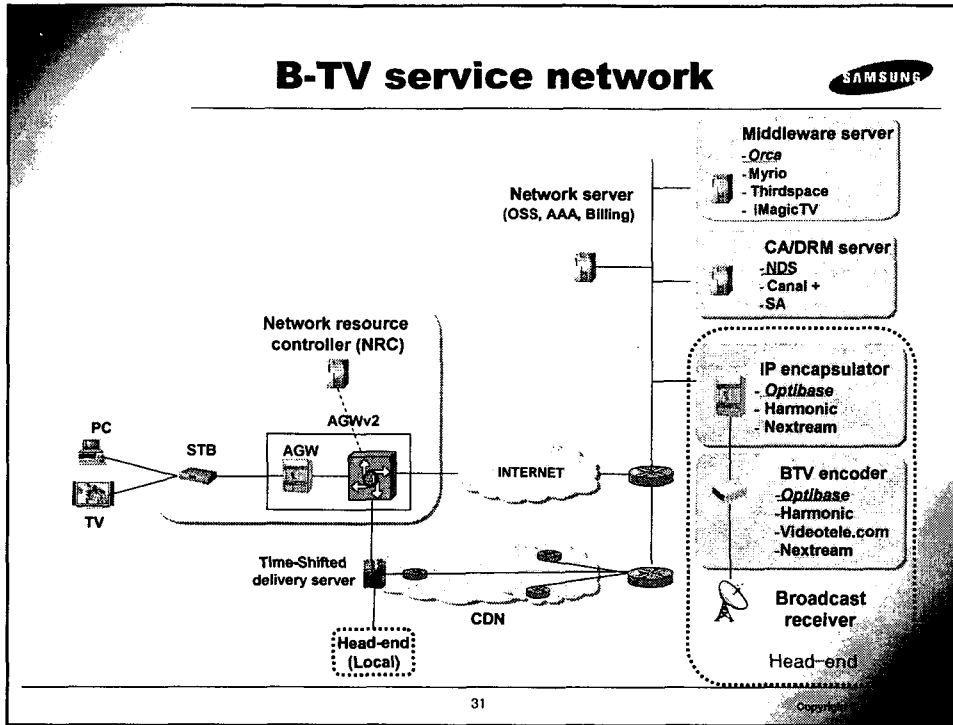 B-TV service network
SAMSUNG
Middleware server
-Orca
- Myrio
- Thirdspace
- iMagicTV
Network server
(OSS, AAA, Billing)
CA/DRM server
-NDS
- Canal +
- SA
Network resource
controller (NRC)
IP encapsulator
- Optibase
- Harmonic
- Nextream
AGWv2
PC
STB
AGW
INTERNET
TV
BTV encoder
-Optibase
-Harmonic
-Videotele.com
-Nextream
Time-Shifted
delivery server
CDN
Broadcast
receiver
Head-end
(Local)
Head-end
31
Copyright